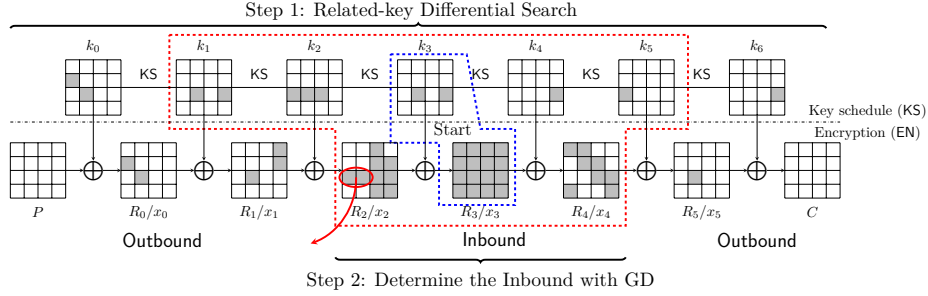 Step 1: Related-key Differential Search
k₀ k₁ k₂ k₃ k₄ k₅ k₆
KS KS KS KS KS KS
Key schedule (KS)
Start
Encryption (EN)
P R₀/x₀ R₁/x₁ R₂/x₂ R₃/x₃ R₄/x₄ R₅/x₅ C
Outbound Inbound Outbound
Step 2: Determine the Inbound with GD